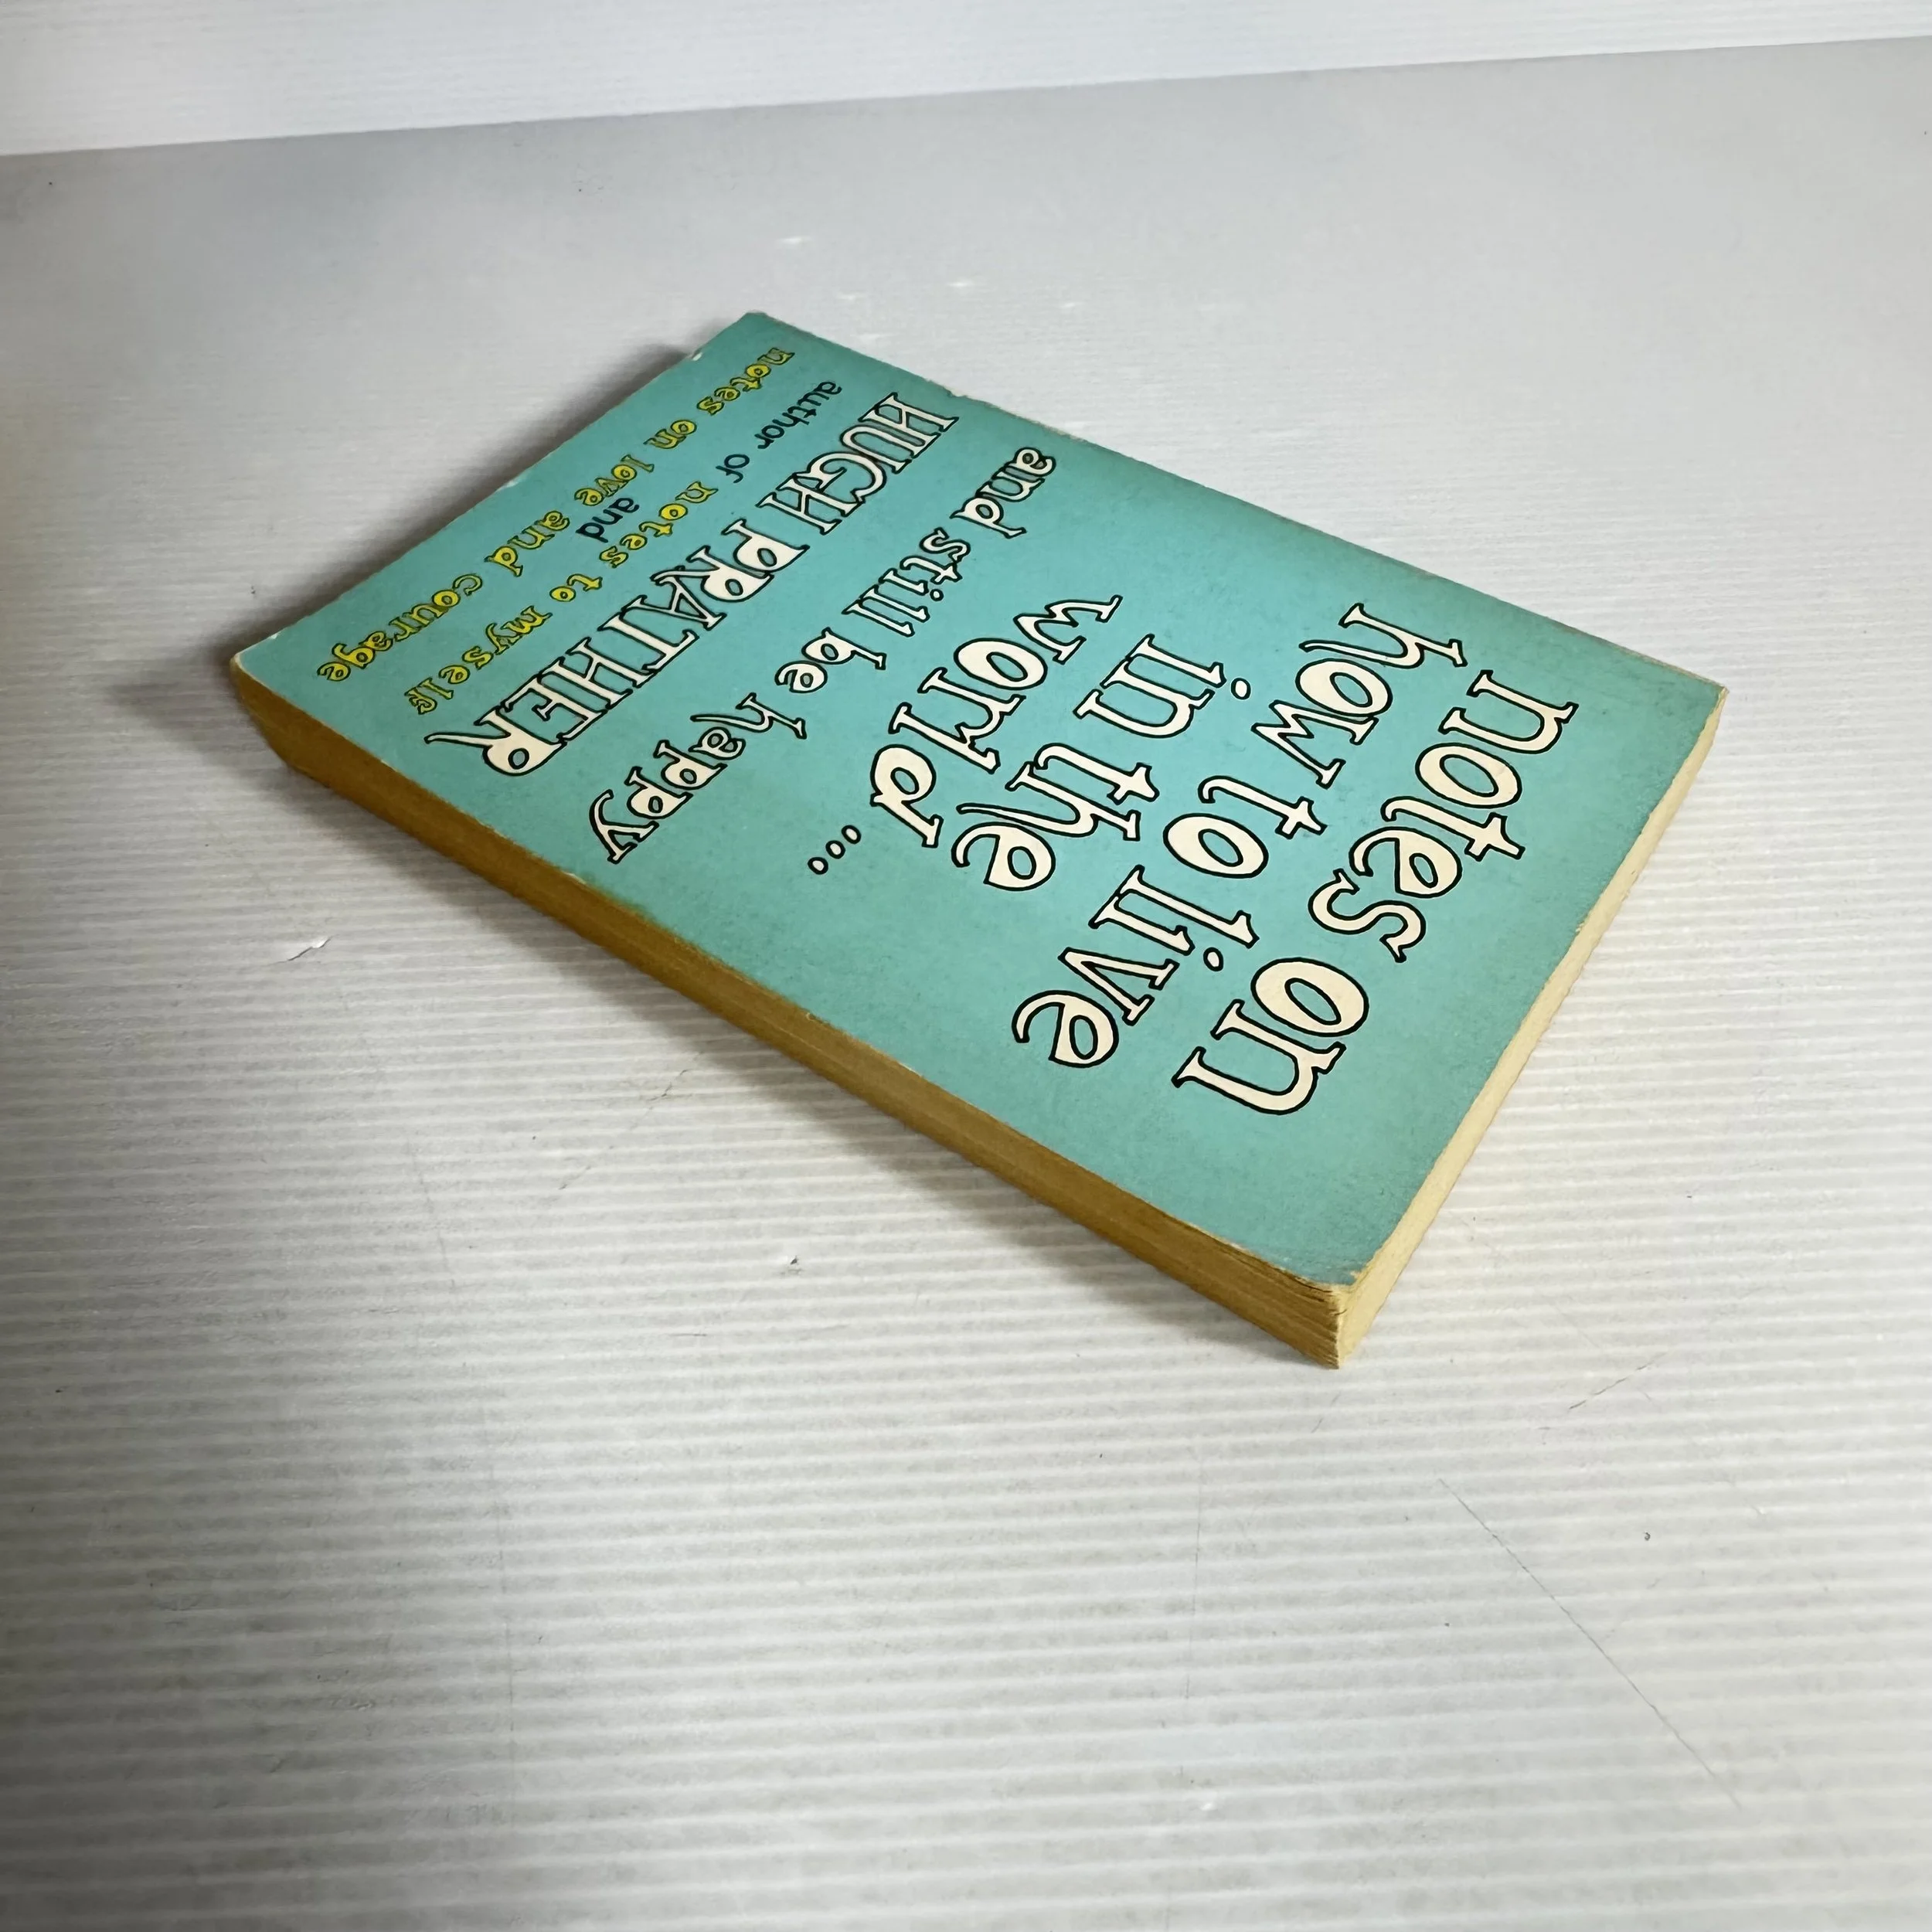 notes on
how to live
in the
world ...
and still be happy
HUGH PRATHER
author of notes to myself
and
notes on love and courage